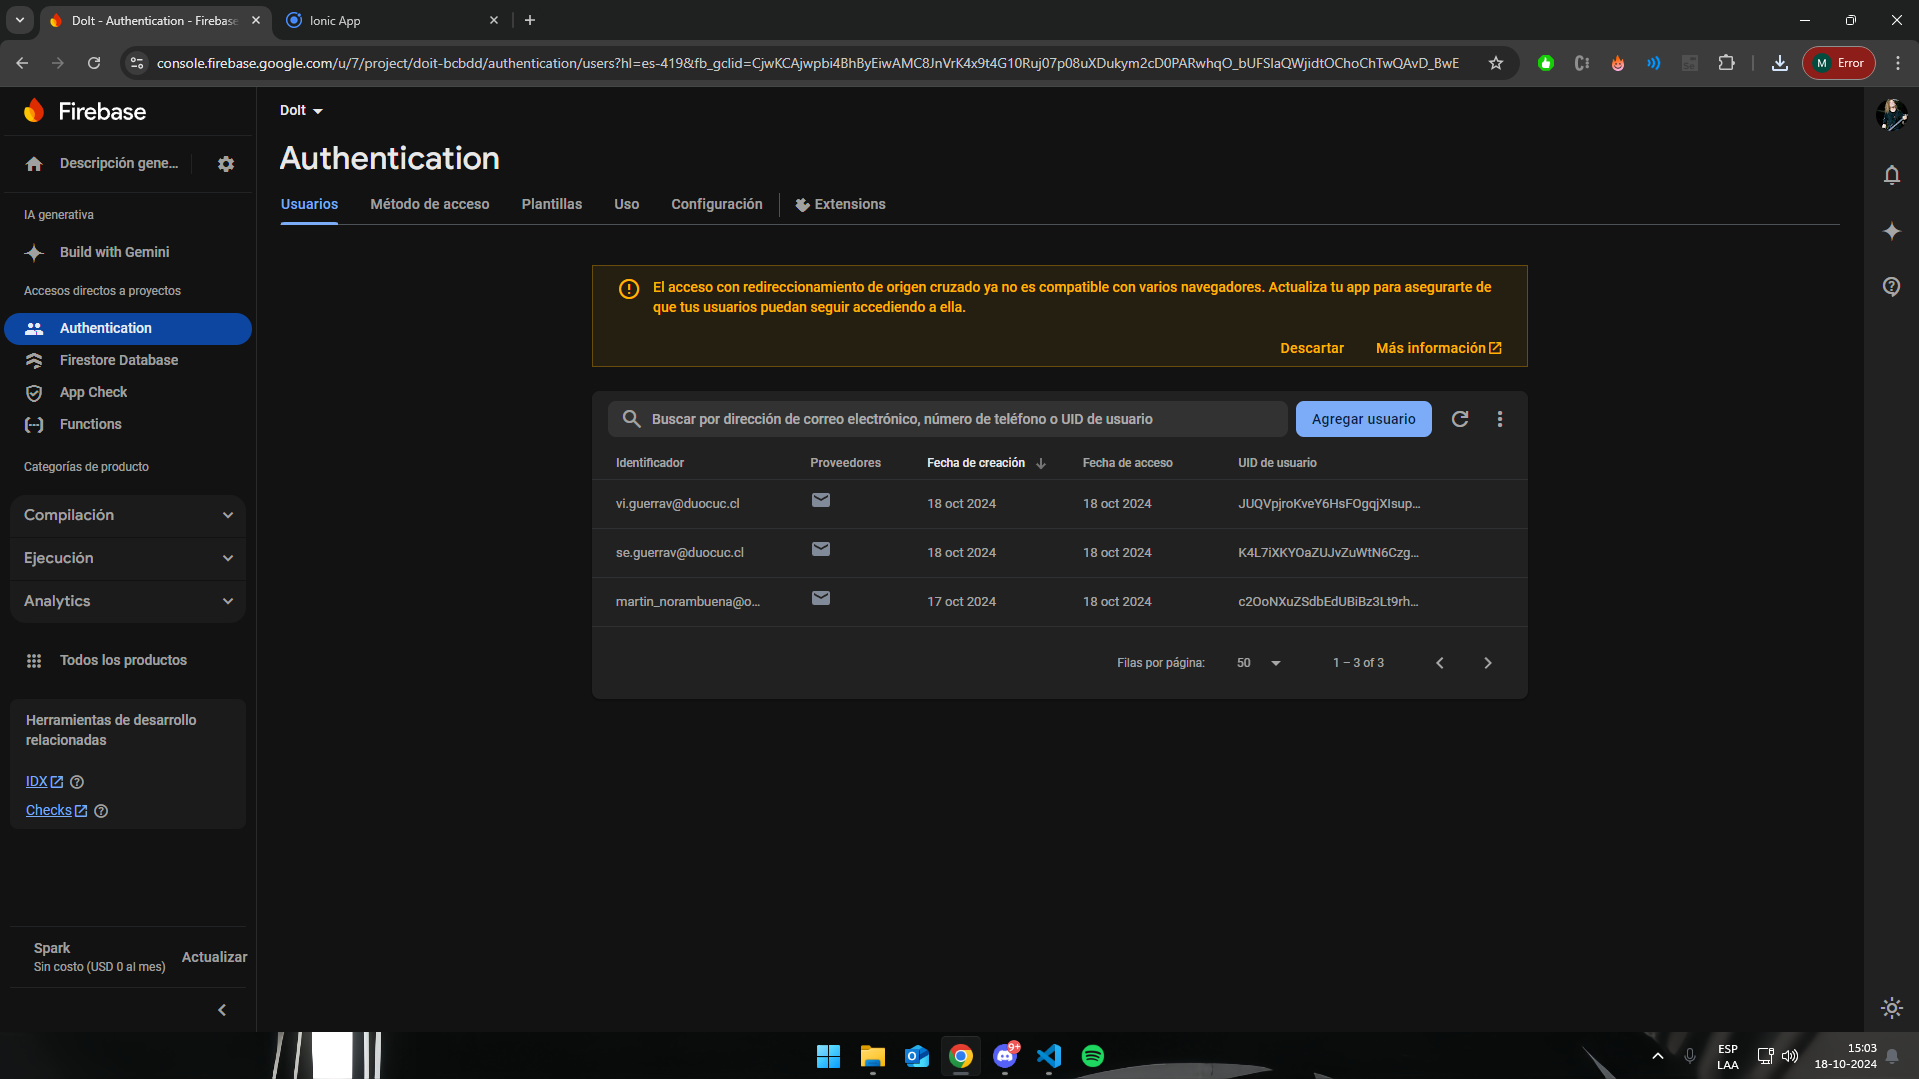 DoIt - Authentication - Firebase
Ionic App
console.firebase.google.com/u/7/project/doit-bcbdd/authentication/users?hl=es-419&fb_gclid=CjwKCAjwpbi4BhByEiwAMC8JnVrK4x9t4G10Ruj07p08uXDukym2cD0PARwhqO_bUFSlaQWjidtOChoChTwQAvD_BwE
M Error
Firebase
Descripción gene...
IA generativa
Build with Gemini
Accesos directos a proyectos
Authentication
Firestore Database
App Check
Functions
Categorías de producto
Compilación
Ejecución
Analytics
Todos los productos
Herramientas de desarrollo
relacionadas
IDX
Checks
Spark
Sin costo (USD 0 al mes)
Actualizar
DoIt
Authentication
Usuarios
Método de acceso
Plantillas
Uso
Configuración
Extensions
El acceso con redireccionamiento de origen cruzado ya no es compatible con varios navegadores. Actualiza tu app para asegurarte de
que tus usuarios puedan seguir accediendo a ella.
Descartar
Más información
Buscar por dirección de correo electrónico, número de teléfono o UID de usuario
Agregar usuario
Identificador Proveedores Fecha de creación Fecha de acceso UID de usuario
vi.guerrav@duocuc.cl 18 oct 2024 18 oct 2024 JUQVpjroKveY6HsFOgqjXIsup...
se.guerrav@duocuc.cl 18 oct 2024 18 oct 2024 K4L7iXKYOaZUJvZuWtN6Czg...
martin_norambuena@o... 17 oct 2024 18 oct 2024 c2OoNXuZSdbEdUBiBz3Lt9rh...
Filas por página: 50 1 – 3 of 3
9+
ESP
LAA
15:03
18-10-2024